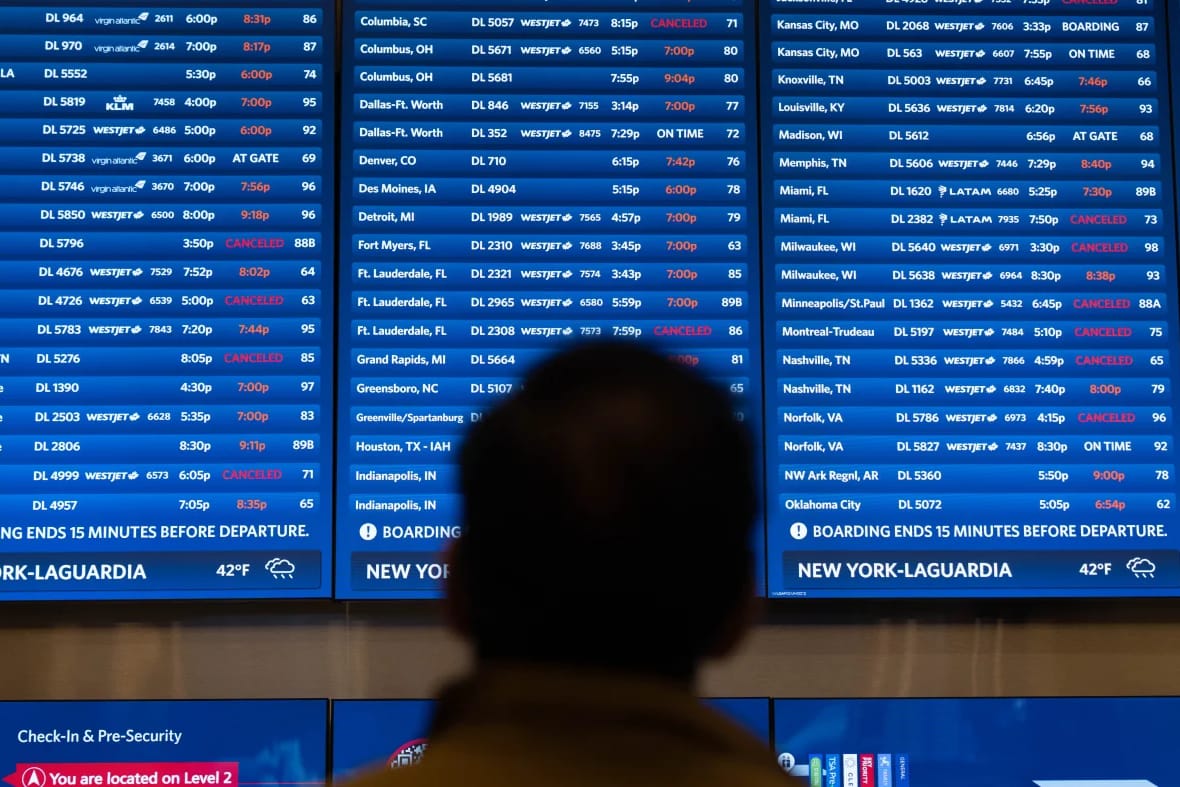 DL 964 virgin atlantic 2611 6:00p 8:31p 86
DL 970 virgin atlantic 2614 7:00p 8:17p 87
LA DL 5552 5:30p 6:00p 74
DL 5819 KLM 7458 4:00p 7:00p 95
DL 5725 WESTJET 6486 5:00p 6:00p 92
DL 5738 virgin atlantic 3671 6:00p AT GATE 69
DL 5746 virgin atlantic 3670 7:00p 7:56p 96
DL 5850 WESTJET 6500 8:00p 9:18p 96
DL 5796 3:50p CANCELED 88B
DL 4676 WESTJET 7529 7:52p 8:02p 64
DL 4726 WESTJET 6539 5:00p CANCELED 63
DL 5783 WESTJET 7843 7:20p 7:44p 95
DL 5276 8:05p CANCELED 85
DL 1390 4:30p 7:00p 97
DL 2503 WESTJET 6628 5:35p 7:00p 83
DL 2806 8:30p 9:11p 89B
DL 4999 WESTJET 6573 6:05p CANCELED 71
DL 4957 7:05p 8:35p 65
NG ENDS 15 MINUTES BEFORE DEPARTURE.
RK-LAGUARDIA 42°F
Columbia, SC DL 5057 WESTJET 7473 8:15p CANCELED 71
Columbus, OH DL 5671 WESTJET 6560 5:15p 7:00p 80
Columbus, OH DL 5681 7:55p 9:04p 80
Dallas-Ft. Worth DL 846 WESTJET 7155 3:14p 7:00p 77
Dallas-Ft. Worth DL 352 WESTJET 8475 7:29p ON TIME 72
Denver, CO DL 710 6:15p 7:42p 76
Des Moines, IA DL 4904 5:15p 6:00p 78
Detroit, MI DL 1989 WESTJET 7565 4:57p 7:00p 79
Fort Myers, FL DL 2310 WESTJET 7688 3:45p 7:00p 63
Ft. Lauderdale, FL DL 2321 WESTJET 7574 3:43p 7:00p 85
Ft. Lauderdale, FL DL 2965 WESTJET 6580 5:59p 7:00p 89B
Ft. Lauderdale, FL DL 2308 WESTJET 7573 7:59p CANCELED 86
Grand Rapids, MI DL 5664 81
Greensboro, NC DL 5107 65
Greenville/Spartanburg
Houston, TX - IAH
Indianapolis, IN
Indianapolis, IN
BOARDING
NEW YO
CANCELED 81
Kansas City, MO DL 2068 WESTJET 7606 3:33p BOARDING 87
Kansas City, MO DL 563 WESTJET 6607 7:55p ON TIME 68
Knoxville, TN DL 5003 WESTJET 7731 6:45p 7:46p 66
Louisville, KY DL 5636 WESTJET 7814 6:20p 7:56p 93
Madison, WI DL 5612 6:56p AT GATE 68
Memphis, TN DL 5606 WESTJET 7446 7:29p 8:40p 94
Miami, FL DL 1620 LATAM 6680 5:25p 7:30p 89B
Miami, FL DL 2382 LATAM 7935 7:50p CANCELED 73
Milwaukee, WI DL 5640 WESTJET 6971 3:30p CANCELED 98
Milwaukee, WI DL 5638 WESTJET 6964 8:30p 8:38p 93
Minneapolis/St.Paul DL 1362 WESTJET 5432 6:45p CANCELED 88A
Montreal-Trudeau DL 5197 WESTJET 7484 5:10p CANCELED 75
Nashville, TN DL 5336 WESTJET 7866 4:59p CANCELED 65
Nashville, TN DL 1162 WESTJET 6832 7:40p 8:00p 79
Norfolk, VA DL 5786 WESTJET 6973 4:15p CANCELED 96
Norfolk, VA DL 5827 WESTJET 7437 8:30p ON TIME 92
NW Ark Regnl, AR DL 5360 5:50p 9:00p 78
Oklahoma City DL 5072 5:05p 6:54p 62
BOARDING ENDS 15 MINUTES BEFORE DEPARTURE.
NEW YORK-LAGUARDIA 42°F
Check-In & Pre-Security
You are located on Level 2
TSA Pre
CLE
SKY PRIORITY
GENERAL